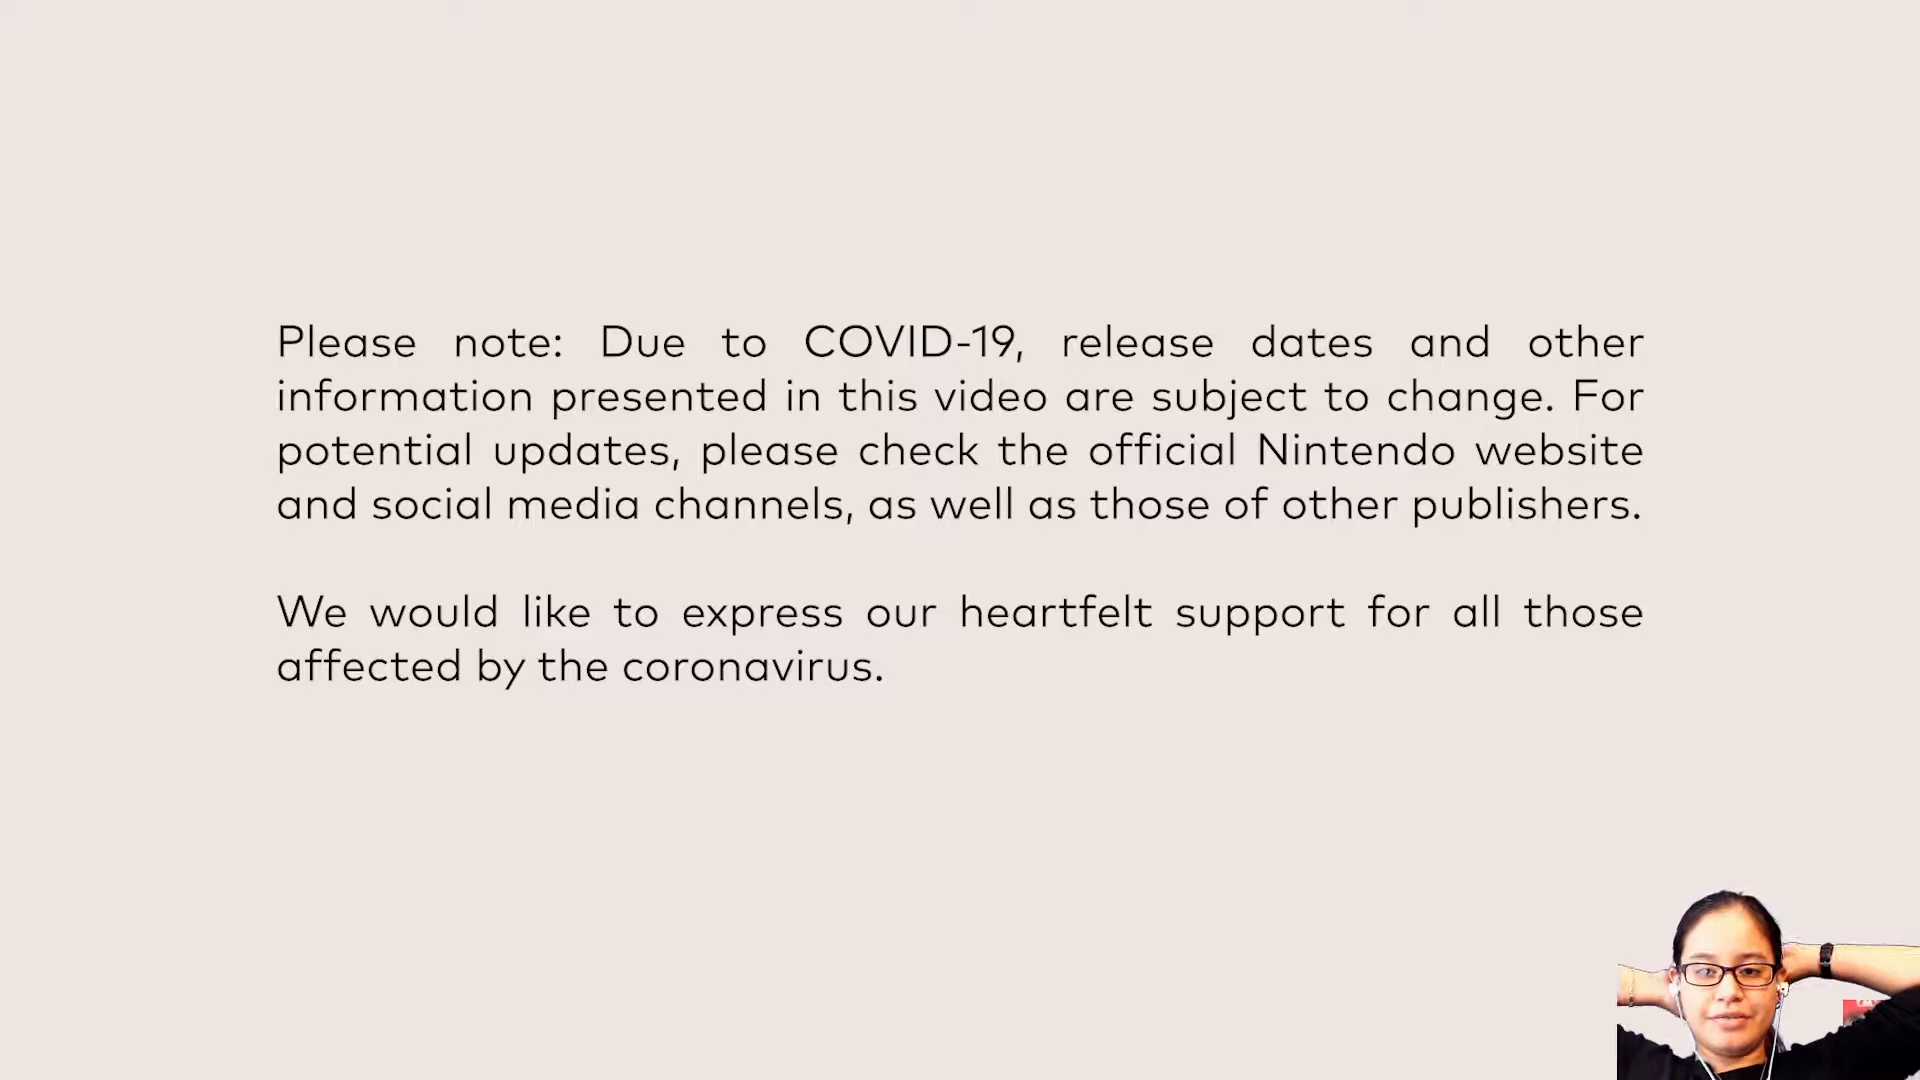 Please note: Due to COVID-19, release dates and other
information presented in this video are subject to change. For
potential updates, please check the official Nintendo website
and social media channels, as well as those of other publishers.
We would like to express our heartfelt support for all those
affected by the coronavirus.